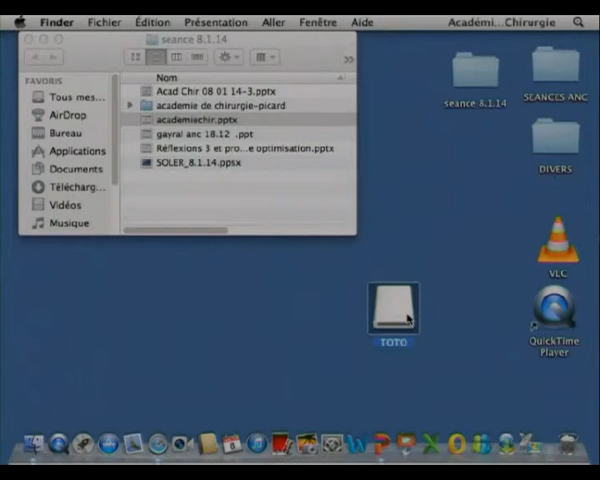 Finder Fichier Édition Présentation Aller Fenêtre Aide Académi...Chirurgie
seance 8.1.14
FAVORIS
Tous mes...
AirDrop
Bureau
Applications
Documents
Télécharg...
Vidéos
Musique
Nom
Acad Chir 08 01 14-3.pptx
academie de chirurgie-picard
academiechir.pptx
gayral anc 18.12 .ppt
Réflexions 3 et pro...e optimisation.pptx
SOLER_8.1.14.ppsx
seance 8.1.14
SEANCES ANC
DIVERS
VLC
QuickTime
Player
TOTO